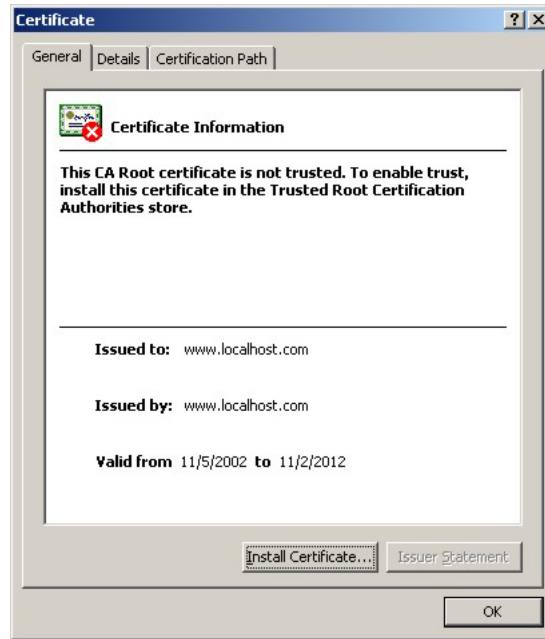 Certificate
General Details Certification Path
Certificate Information
This CA Root certificate is not trusted. To enable trust,
install this certificate in the Trusted Root Certification
Authorities store.
Issued to: www.localhost.com
Issued by: www.localhost.com
Valid from 11/5/2002 to 11/2/2012
Install Certificate... Issuer Statement
OK